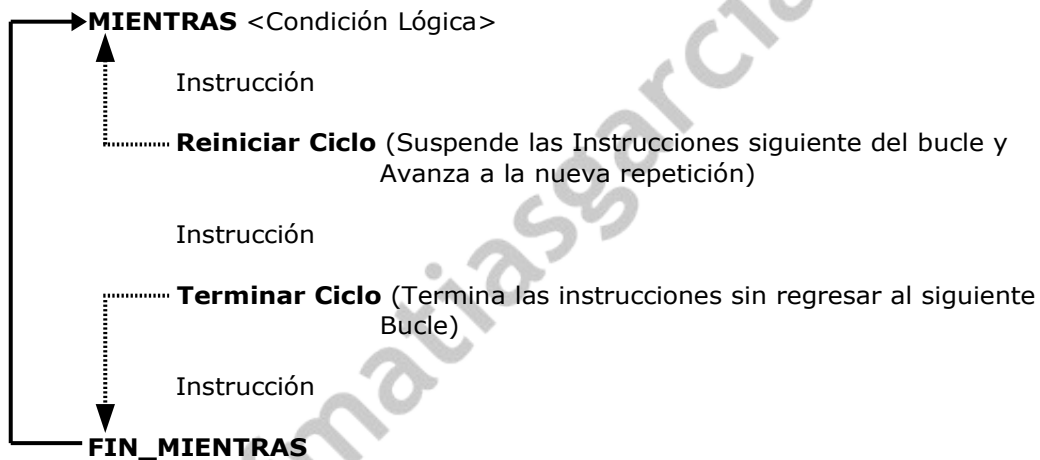 MIENTRAS <Condición Lógica>
Instrucción
Reiniciar Ciclo (Suspende las Instrucciones siguiente del bucle y
Avanza a la nueva repetición)
Instrucción
Terminar Ciclo (Termina las instrucciones sin regresar al siguiente
Bucle)
Instrucción
FIN_MIENTRAS
matiasgarcia